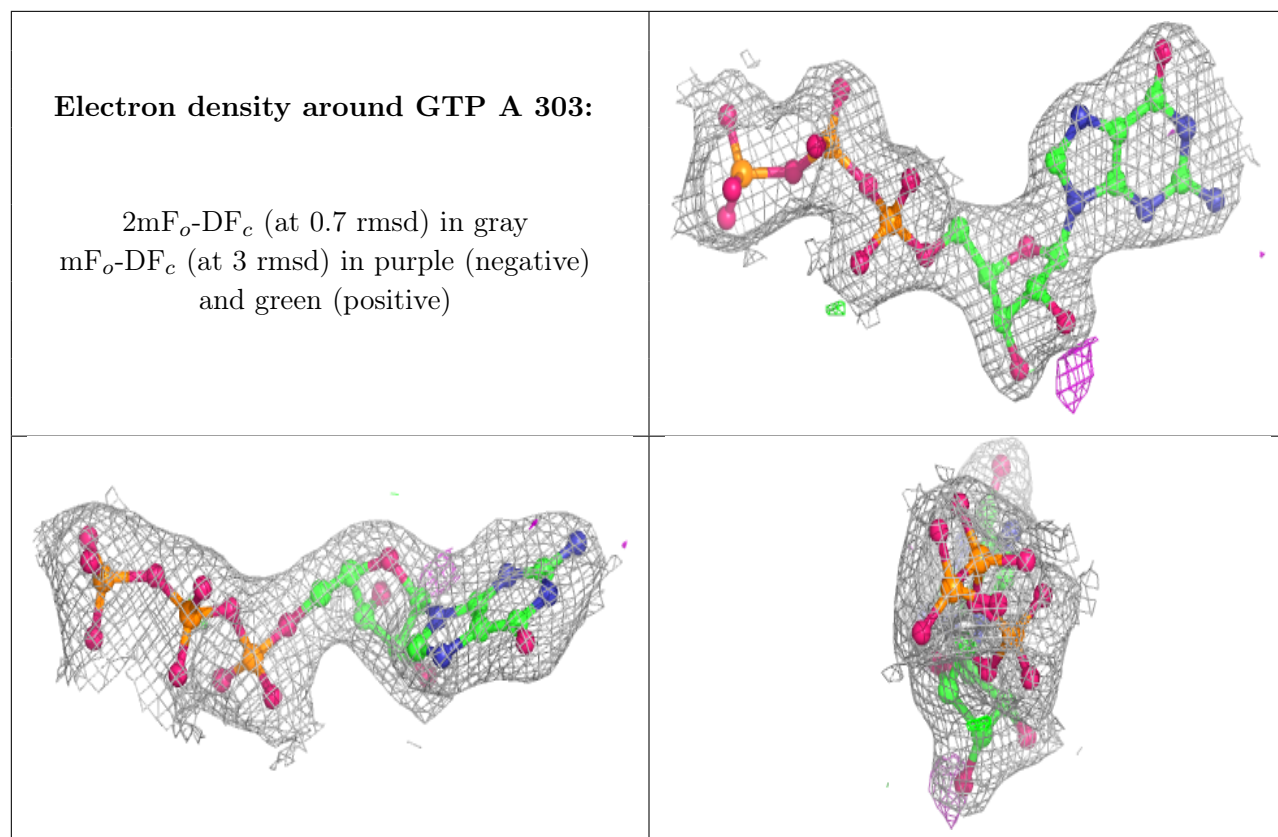 Electron density around GTP A 303:
2mFₒ-DF𝒸 (at 0.7 rmsd) in gray
mFₒ-DF𝒸 (at 3 rmsd) in purple (negative)
and green (positive)